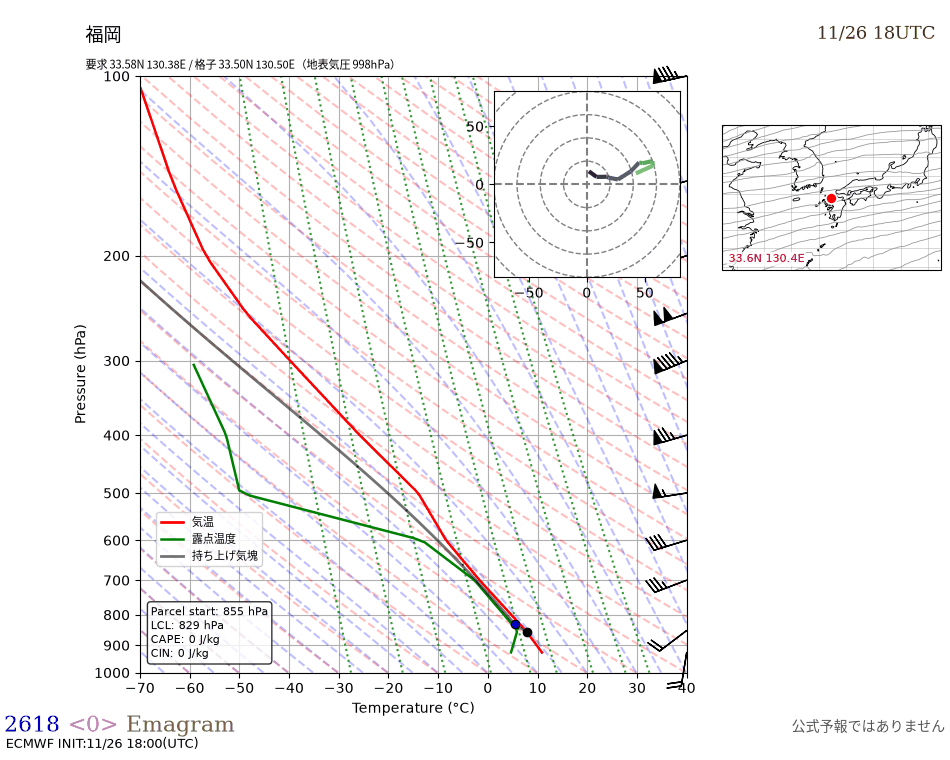 福岡
11/26 18UTC
要求 33.58N 130.38E / 格子 33.50N 130.50E（地表気圧 998hPa）
100
200
300
400
500
600
700
800
900
1000
Pressure (hPa)
50
0
−50
−50 0 50
33.6N 130.4E
気温
露点温度
持ち上げ気塊
Parcel start: 855 hPa
LCL: 829 hPa
CAPE: 0 J/kg
CIN: 0 J/kg
−70 −60 −50 −40 −30 −20 −10 0 10 20 30 40
Temperature (°C)
2618 <0> Emagram
公式予報ではありません
ECMWF INIT:11/26 18:00(UTC)